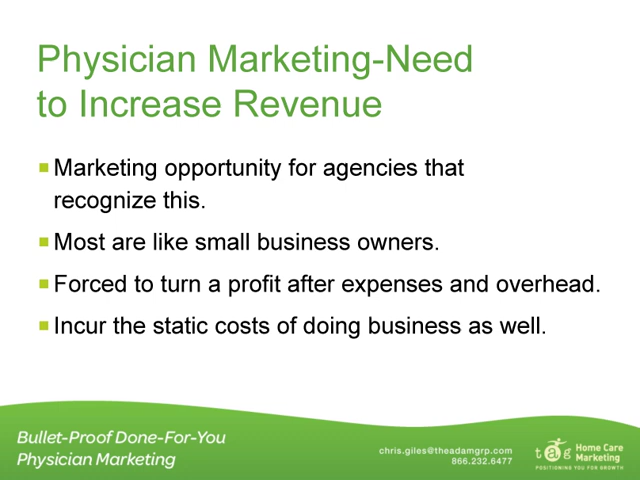 Physician Marketing-Need
to Increase Revenue
Marketing opportunity for agencies that
recognize this.
Most are like small business owners.
Forced to turn a profit after expenses and overhead.
Incur the static costs of doing business as well.
Bullet-Proof Done-For-You
Physician Marketing
chris.giles@theadamgrp.com
866.232.6477
tag Home Care
Marketing
POSITIONING YOU FOR GROWTH